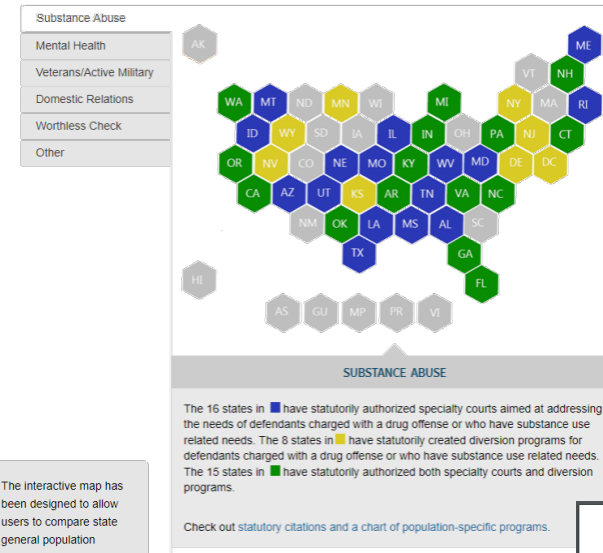 Substance Abuse
Mental Health
Veterans/Active Military
Domestic Relations
Worthless Check
Other
AK
ME
VT NH
WA MT ND MN WI MI NY MA RI
ID WY SD IA IL IN OH PA NJ CT
OR NV CO NE MO KY WV MD DE DC
CA AZ UT KS AR TN VA NC
NM OK LA MS AL SC
TX GA
HI FL
AS GU MP PR VI
SUBSTANCE ABUSE
The 16 states in have statutorily authorized specialty courts aimed at addressing
the needs of defendants charged with a drug offense or who have substance use
related needs. The 8 states in have statutorily created diversion programs for
defendants charged with a drug offense or who have substance use related needs.
The 15 states in have statutorily authorized both specialty courts and diversion
programs.
Check out statutory citations and a chart of population-specific programs.
The interactive map has
been designed to allow
users to compare state
general population